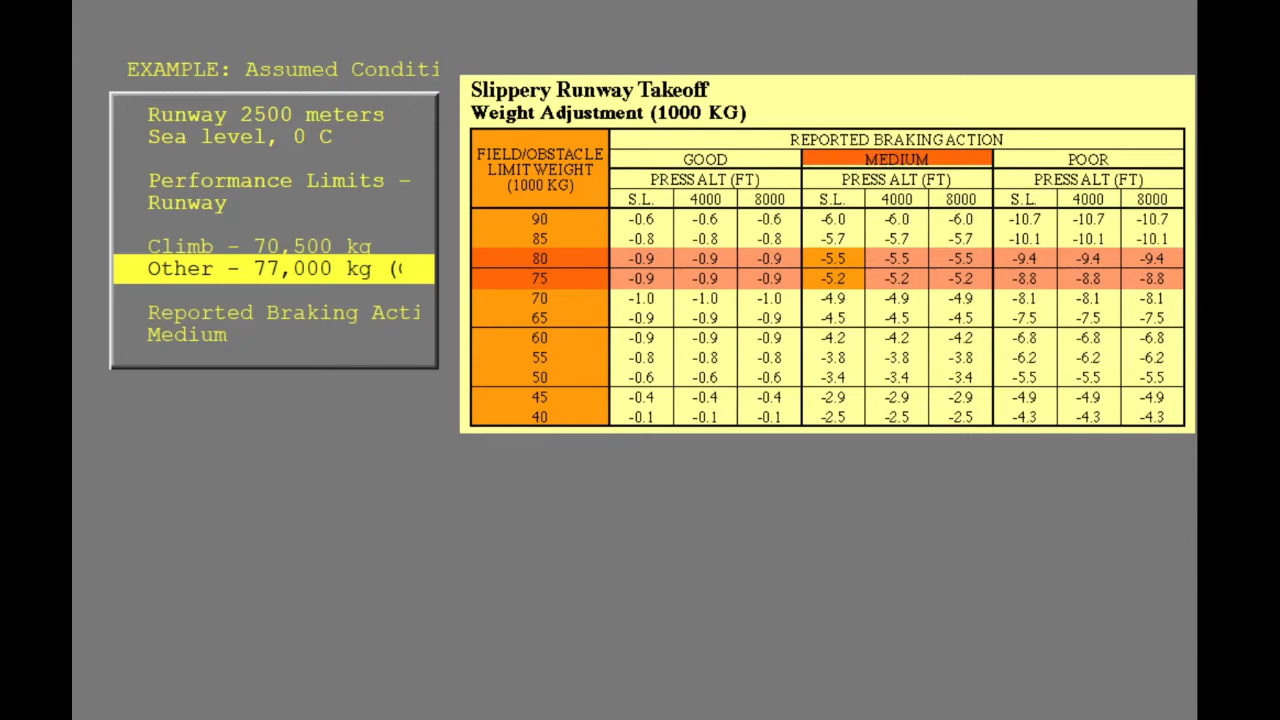 EXAMPLE: Assumed Conditi
Runway 2500 meters
Sea level, 0 C
Performance Limits –
Runway
Climb – 70,500 kg
Other – 77,000 kg (
Reported Braking Acti
Medium
Slippery Runway Takeoff
Weight Adjustment (1000 KG)
FIELD/OBSTACLE LIMIT WEIGHT (1000 KG)
REPORTED BRAKING ACTION
GOOD MEDIUM POOR
PRESS ALT (FT) PRESS ALT (FT) PRESS ALT (FT)
S.L. 4000 8000 S.L. 4000 8000 S.L. 4000 8000
90 -0.6 -0.6 -0.6 -6.0 -6.0 -6.0 -10.7 -10.7 -10.7
85 -0.8 -0.8 -0.8 -5.7 -5.7 -5.7 -10.1 -10.1 -10.1
80 -0.9 -0.9 -0.9 -5.5 -5.5 -5.5 -9.4 -9.4 -9.4
75 -0.9 -0.9 -0.9 -5.2 -5.2 -5.2 -8.8 -8.8 -8.8
70 -1.0 -1.0 -1.0 -4.9 -4.9 -4.9 -8.1 -8.1 -8.1
65 -0.9 -0.9 -0.9 -4.5 -4.5 -4.5 -7.5 -7.5 -7.5
60 -0.9 -0.9 -0.9 -4.2 -4.2 -4.2 -6.8 -6.8 -6.8
55 -0.8 -0.8 -0.8 -3.8 -3.8 -3.8 -6.2 -6.2 -6.2
50 -0.6 -0.6 -0.6 -3.4 -3.4 -3.4 -5.5 -5.5 -5.5
45 -0.4 -0.4 -0.4 -2.9 -2.9 -2.9 -4.9 -4.9 -4.9
40 -0.1 -0.1 -0.1 -2.5 -2.5 -2.5 -4.3 -4.3 -4.3